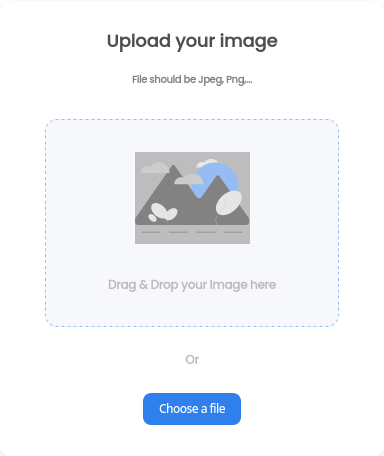 Upload your image
File should be Jpeg, Png,...
Drag & Drop your Image here
Or
Choose a file